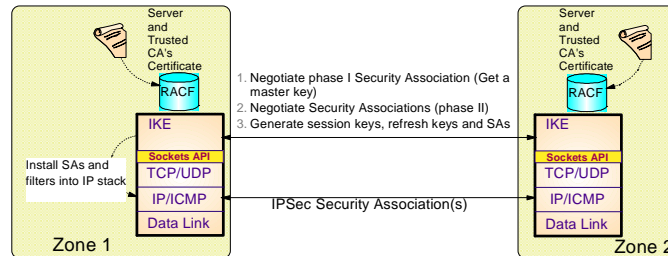 Server
and
Trusted
CA's
Certificate
RACF
IKE
Sockets API
TCP/UDP
IP/ICMP
Data Link
Install SAs and
filters into IP stack
Zone 1
1. Negotiate phase I Security Association (Get a
master key)
2. Negotiate Security Associations (phase II)
3. Generate session keys, refresh keys and SAs
IPSec Security Association(s)
Server
and
Trusted
CA's
Certificate
RACF
IKE
Sockets API
TCP/UDP
IP/ICMP
Data Link
Zone 2